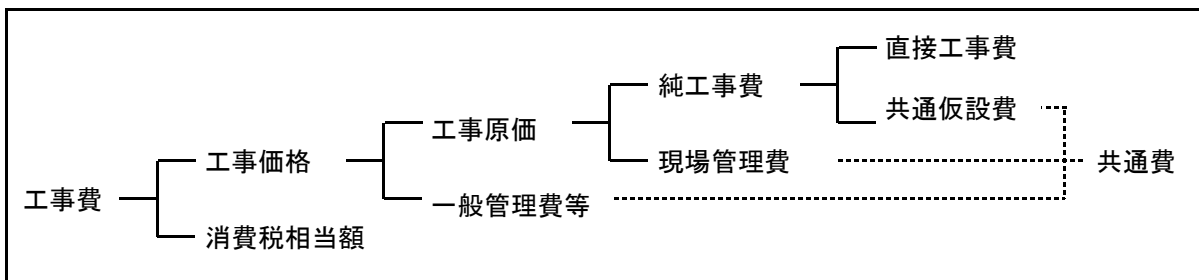 直接工事費
純工事費
共通仮設費
工事原価
工事価格
現場管理費
共通費
工事費
一般管理費等
消費税相当額